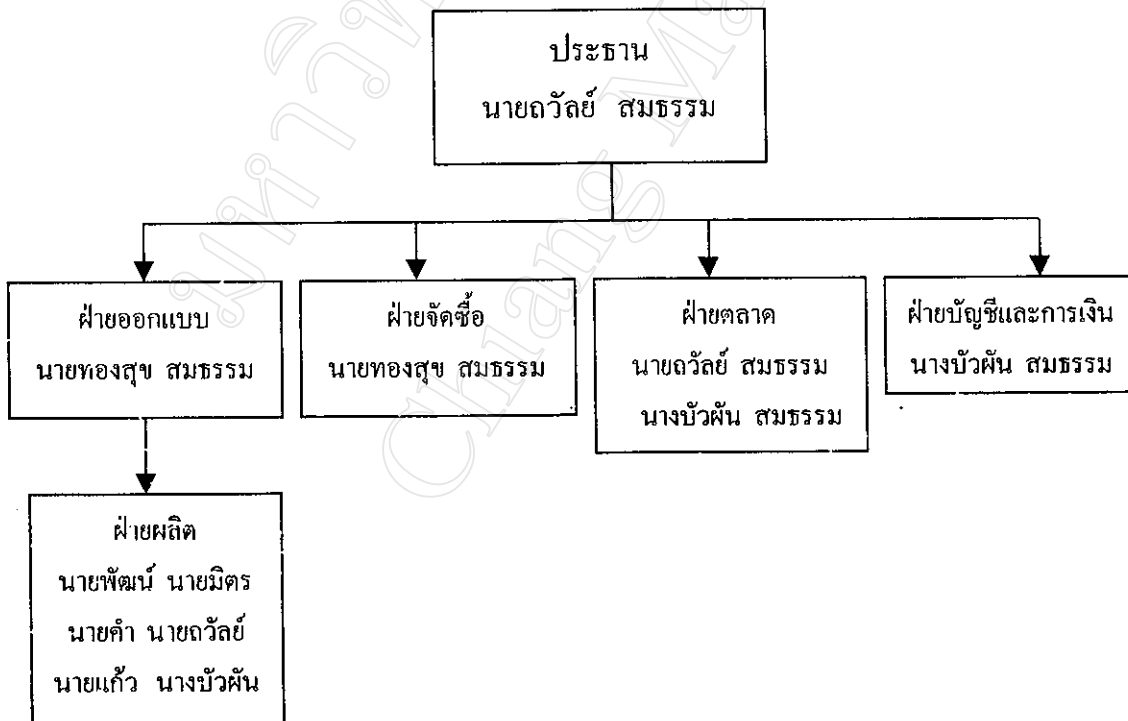 ประธาน
นายถวัลย์ สมธรรม
ฝ่ายออกแบบ
นายทองสุข สมธรรม
ฝ่ายจัดซื้อ
นายทองสุข สมธรรม
ฝ่ายตลาด
นายถวัลย์ สมธรรม
นางบัวผัน สมธรรม
ฝ่ายบัญชีและการเงิน
นางบัวผัน สมธรรม
ฝ่ายผลิต
นายพัฒน์ นายมิตร
นายคำ นายถวัลย์
นายแก้ว นางบัวผัน
Chiang Ma